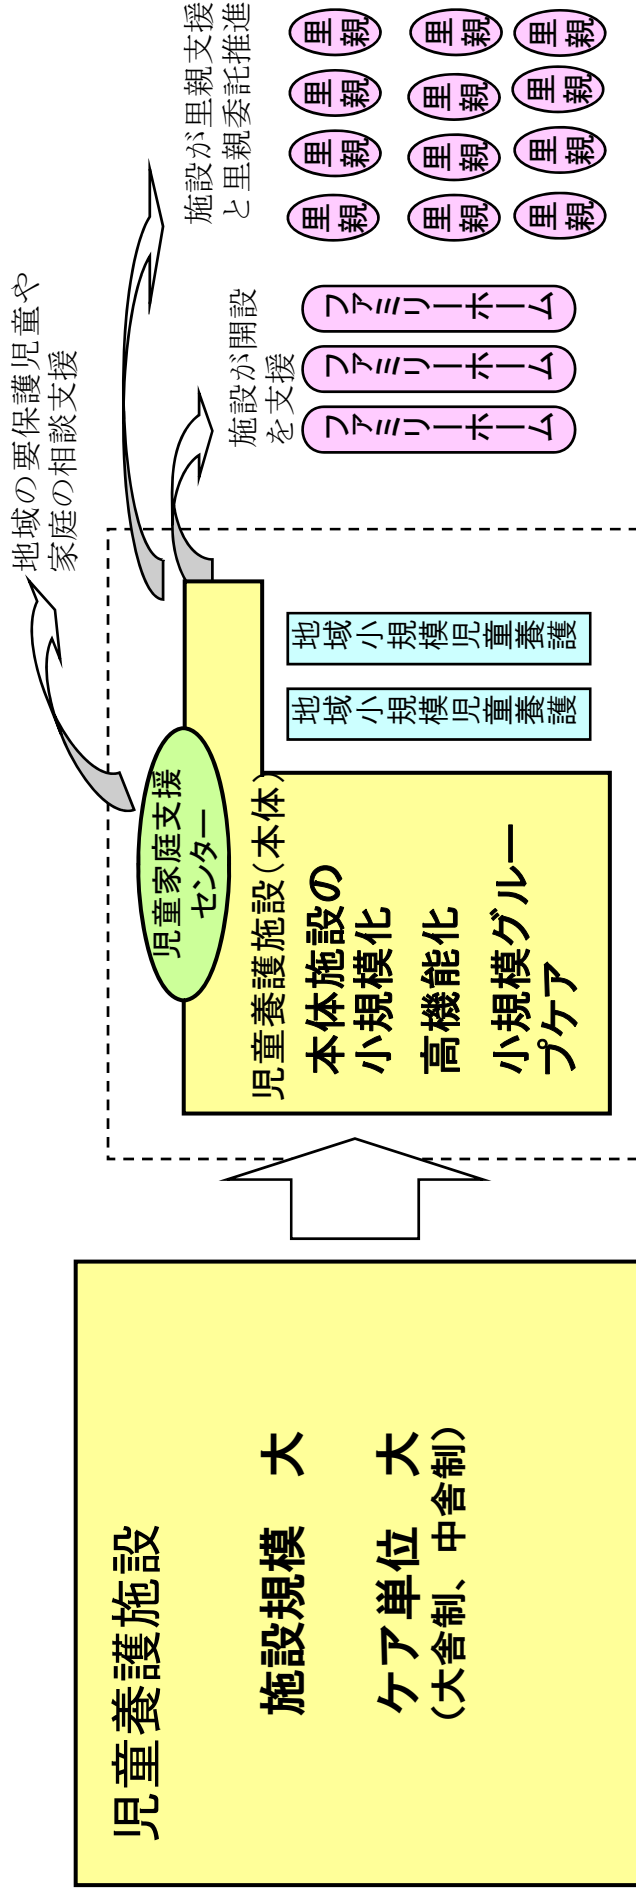 児童養護施設
施設規模　大
ケア単位　大
（大舎制、中舎制）
地域の要保護児童や
家庭の相談支援
児童家庭支援
センター
児童養護施設（本体）
本体施設の
小規模化
高機能化
小規模グルー
プケア
地域小規模児童養護
地域小規模児童養護
施設が開設
を支援
ファミリーホーム
ファミリーホーム
ファミリーホーム
施設が里親支援
と里親委託推進
里親
里親
里親
里親
里親
里親
里親
里親
里親
里親
里親
里親